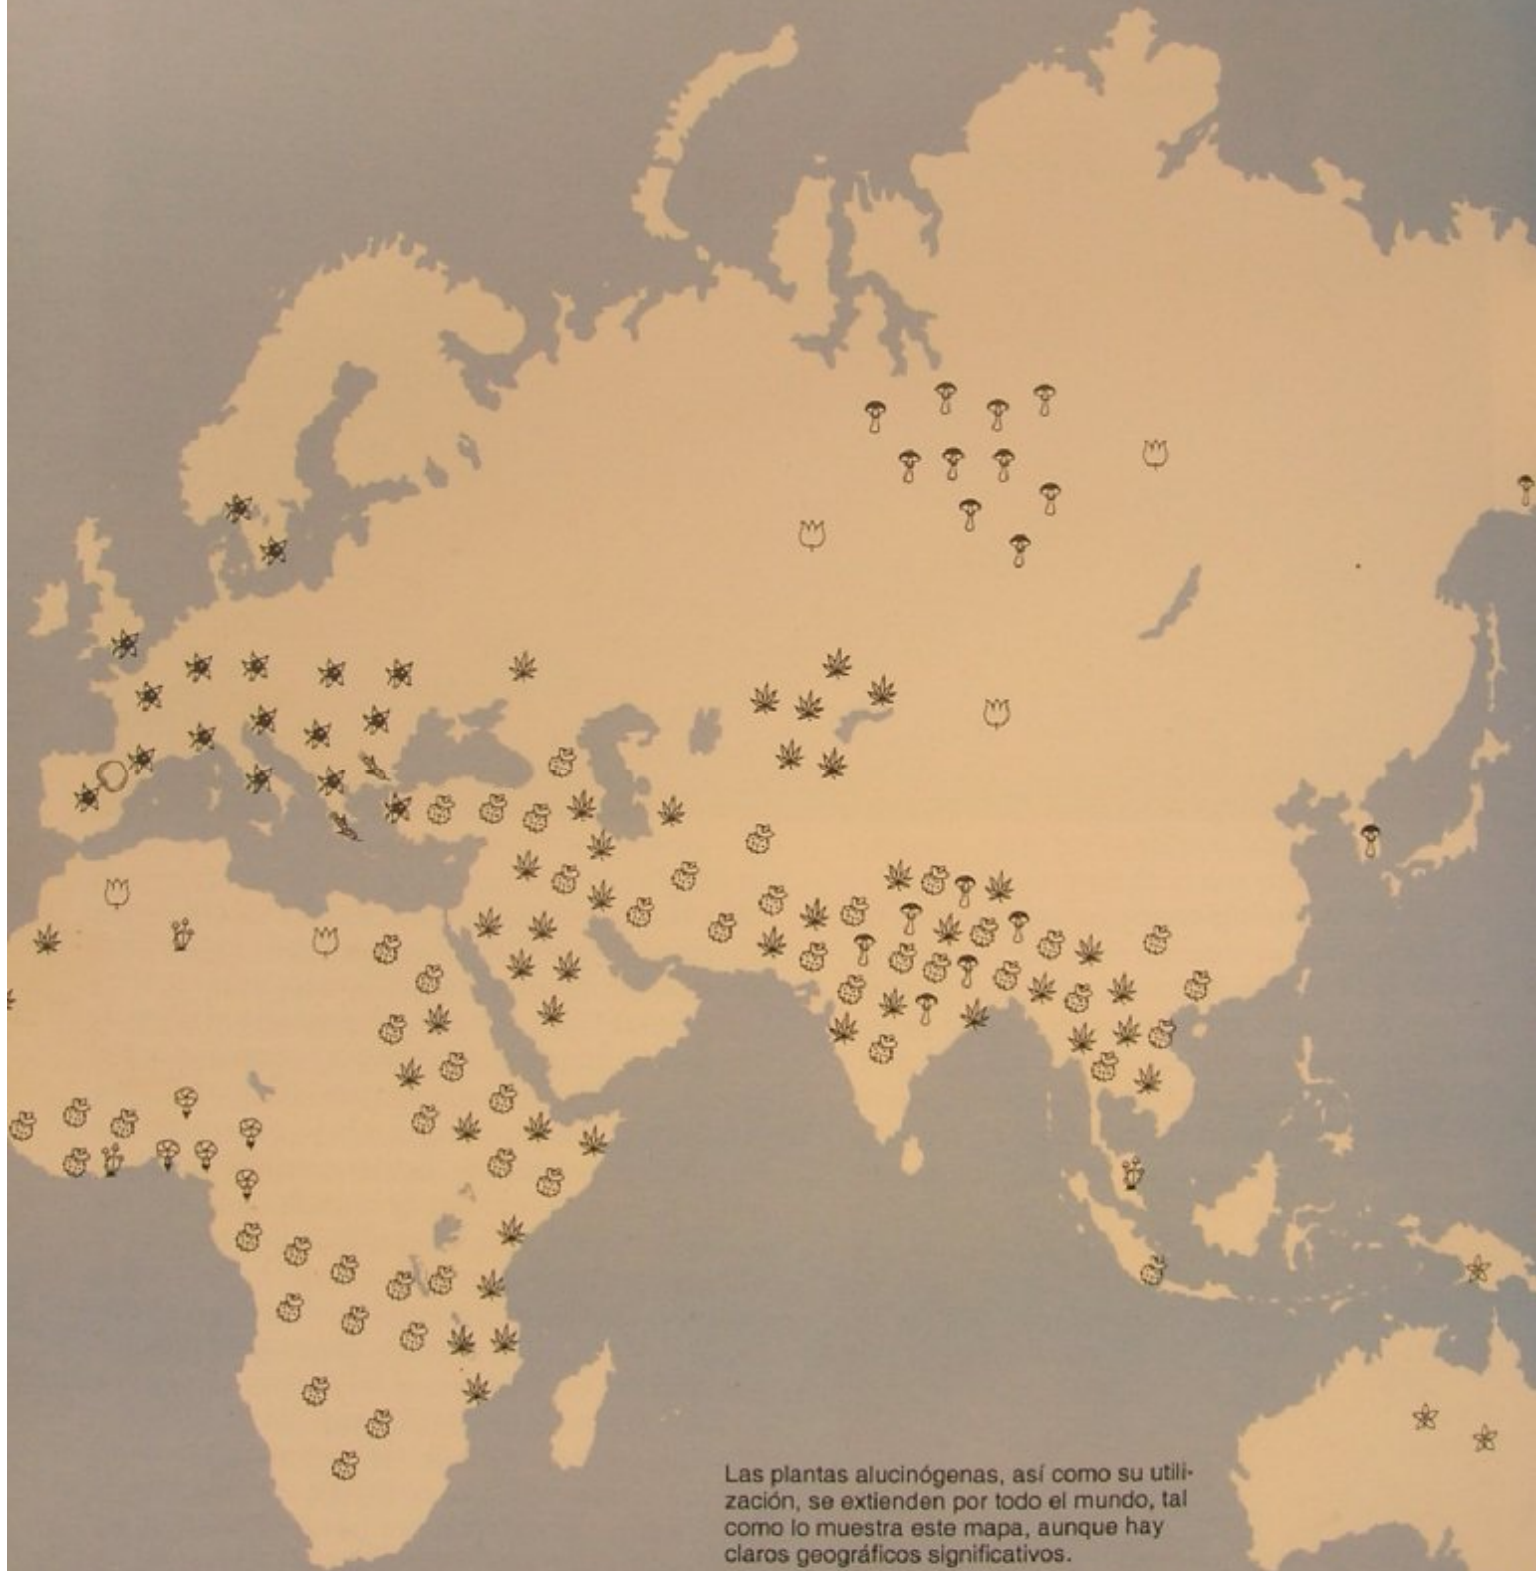 Las plantas alucinógenas, así como su utili-
zación, se extienden por todo el mundo, tal
como lo muestra este mapa, aunque hay
claros geográficos significativos.